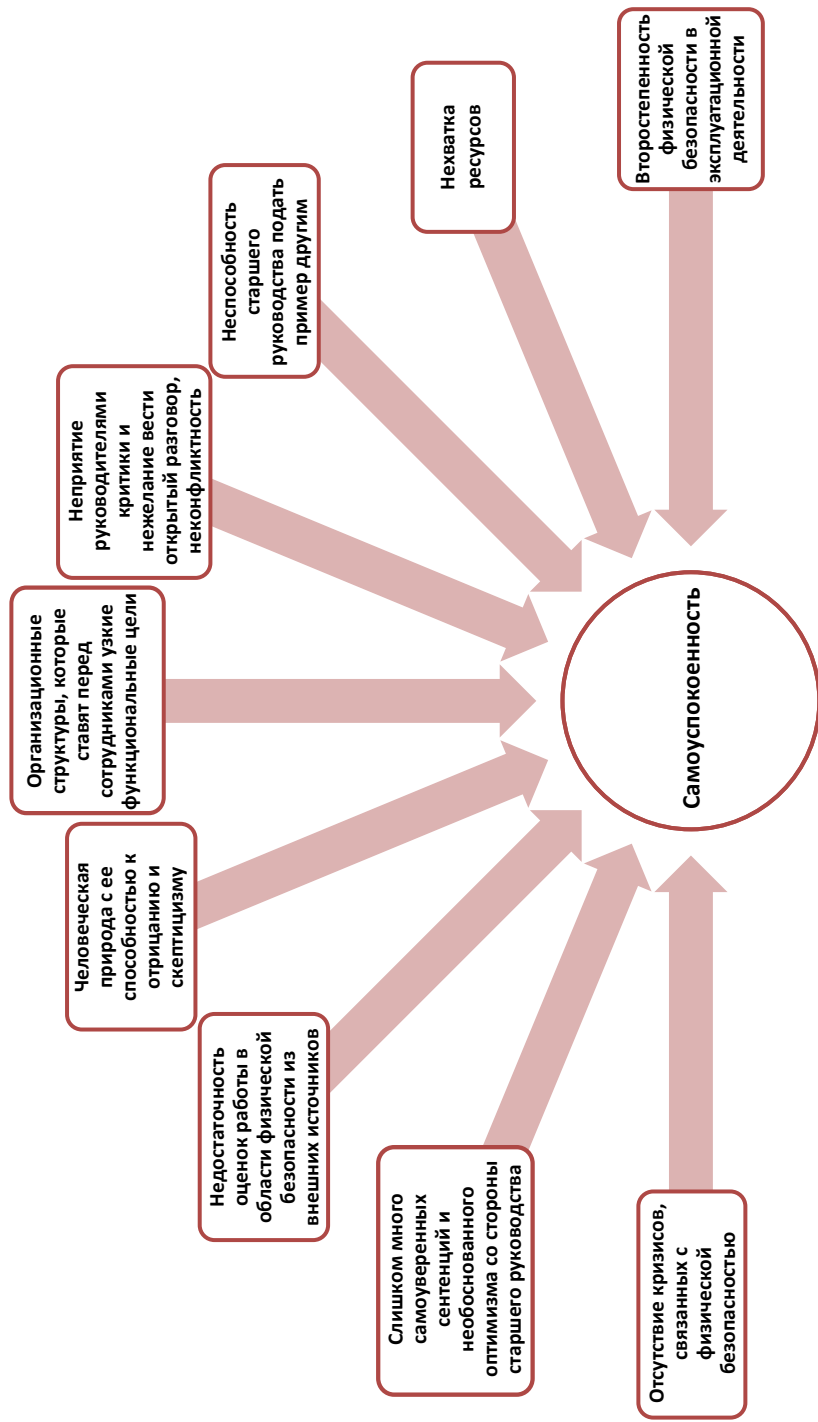 Отсутствие кризисов,
связанных с
физической
безопасностью
Слишком много
самоуверенных
сентенций и
необоснованного
оптимизма со стороны
старшего руководства
Недостаточность
оценок работы в
области физической
безопасности из
внешних источников
Человеческая
природа с ее
способностью к
отрицанию и
скептицизму
Организационные
структуры, которые
ставят перед
сотрудниками узкие
функциональные цели
Неприятие
руководителями
критики и
нежелание вести
открытый разговор,
неконфликтность
Неспособность
старшего
руководства подать
пример другим
Нехватка
ресурсов
Второстепенность
физической
безопасности в
эксплуатационной
деятельности
Самоуспокоенность